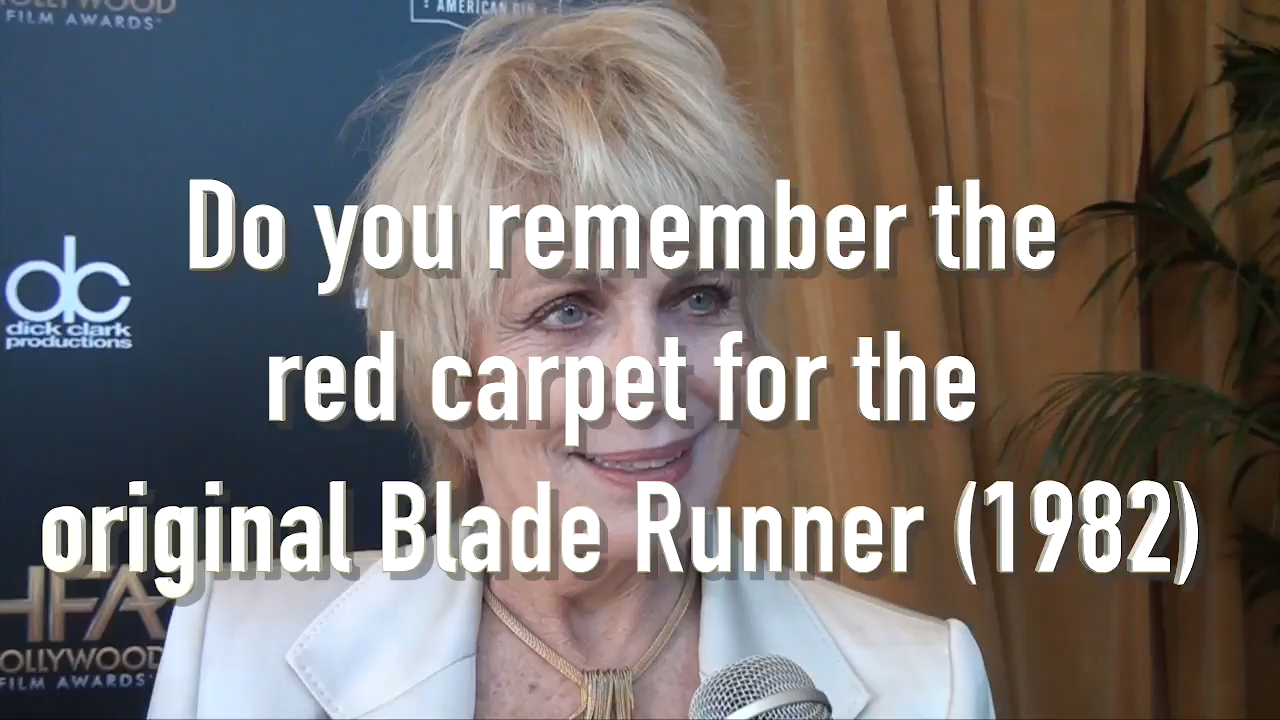 HOLLYWOOD
FILM AWARDS
AMERICAN
Do you remember the
dick clark
productions
red carpet for the
original Blade Runner (1982)
HFA
HOLLYWOOD
FILM AWARDS